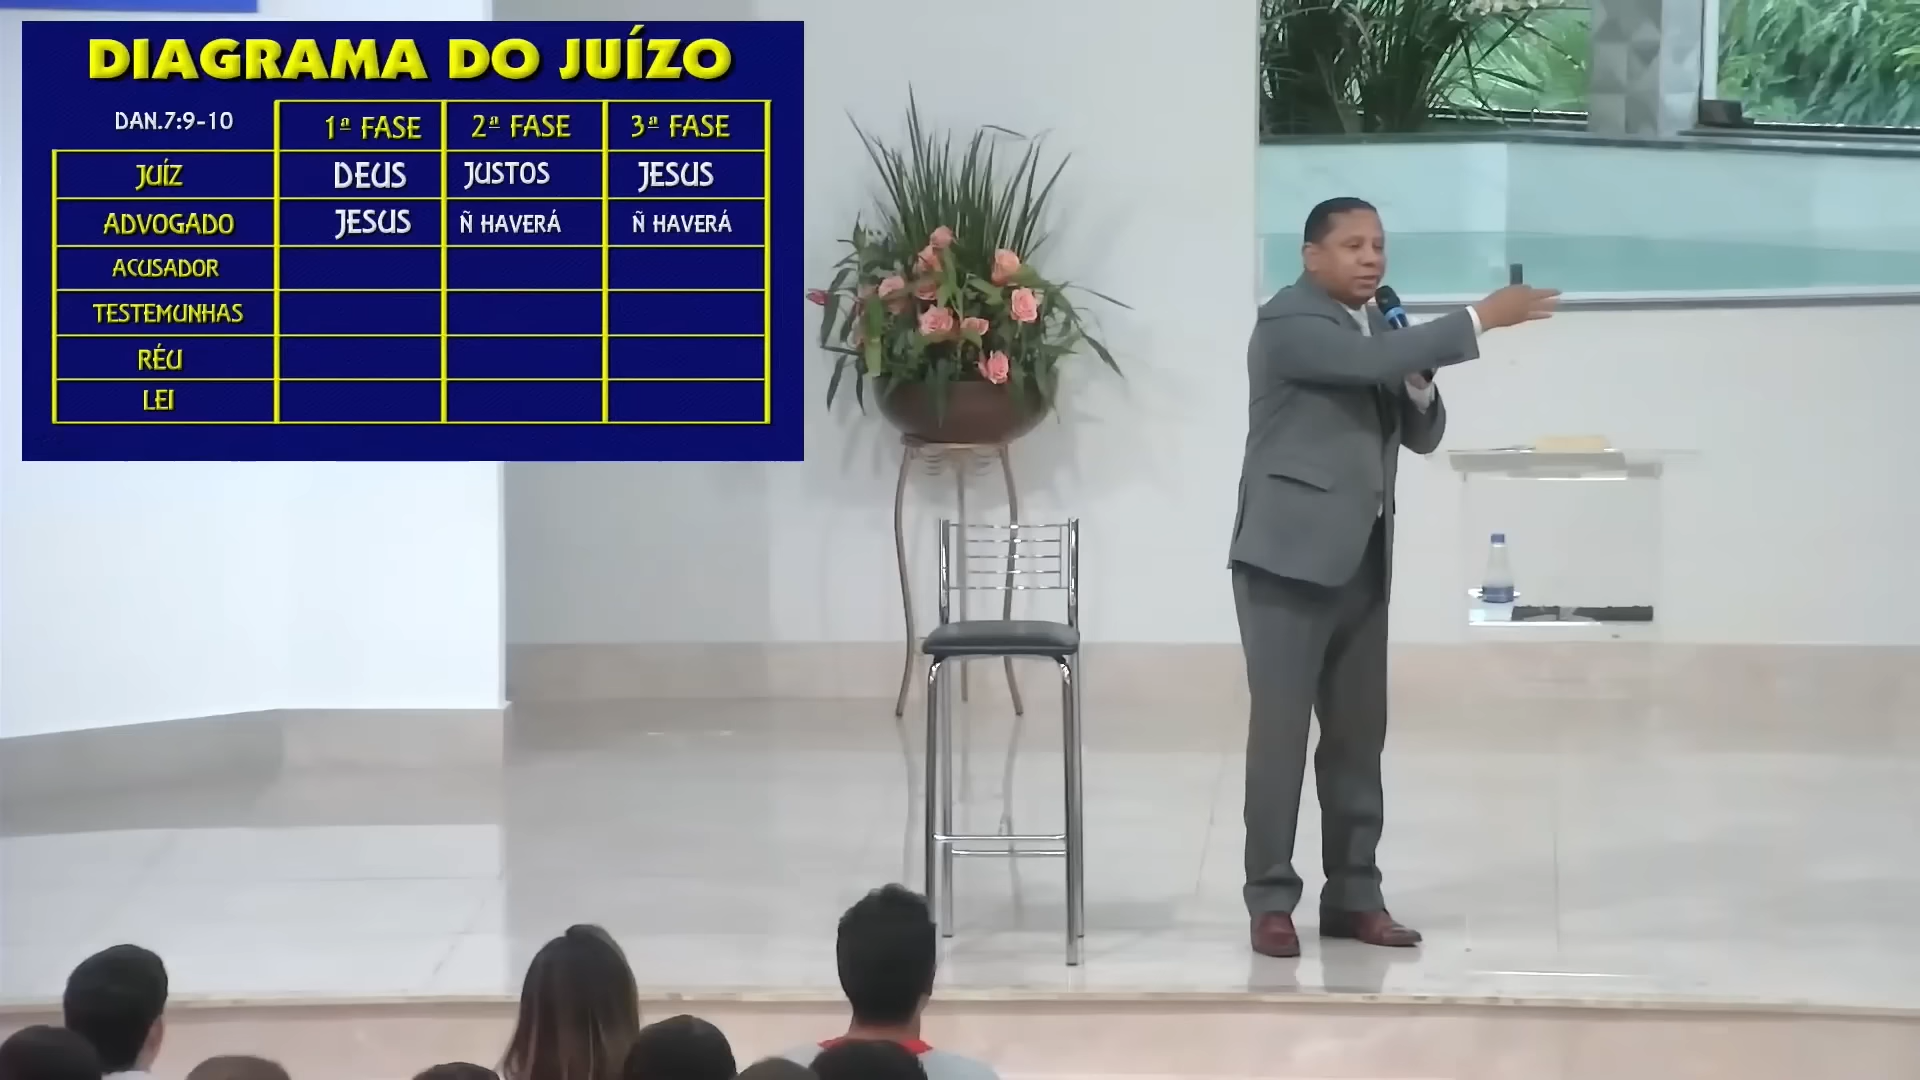 DIAGRAMA DO JUÍZO
DAN.7:9-10 1ª FASE 2ª FASE 3ª FASE
JUÍZ DEUS JUSTOS JESUS
ADVOGADO JESUS Ñ HAVERÁ Ñ HAVERÁ
ACUSADOR
TESTEMUNHAS
RÉU
LEI